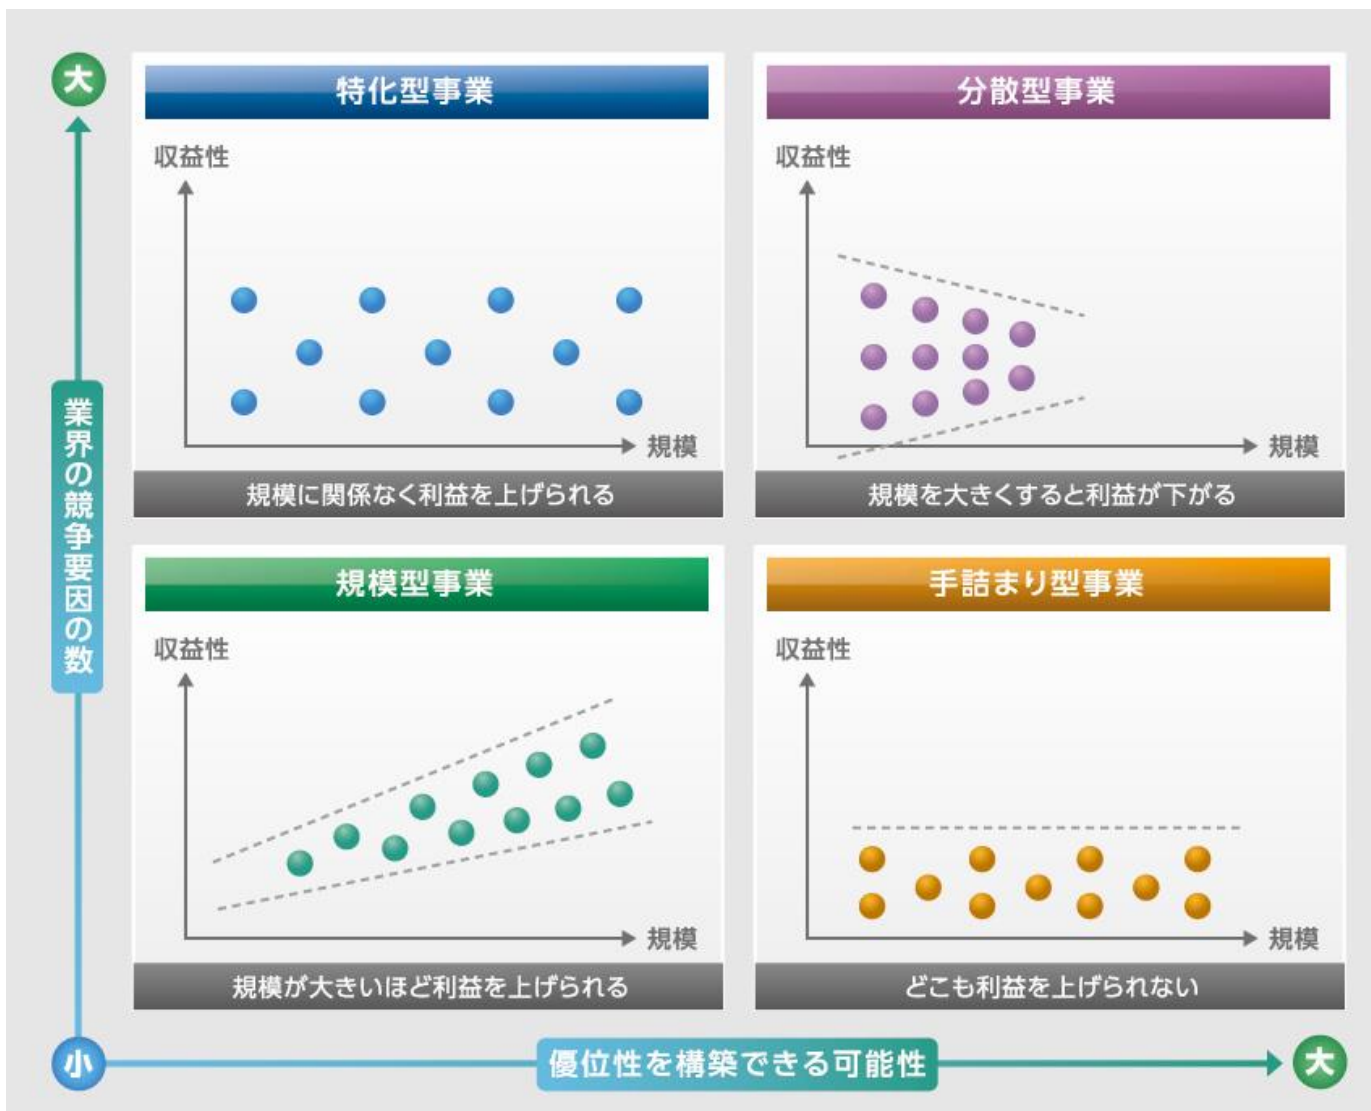 大
業界の競争要因の数
特化型事業
収益性
規模
規模に関係なく利益を上げられる
分散型事業
収益性
規模
規模を大きくすると利益が下がる
規模型事業
収益性
規模
規模が大きいほど利益を上げられる
手詰まり型事業
収益性
規模
どこも利益を上げられない
小
優位性を構築できる可能性
大